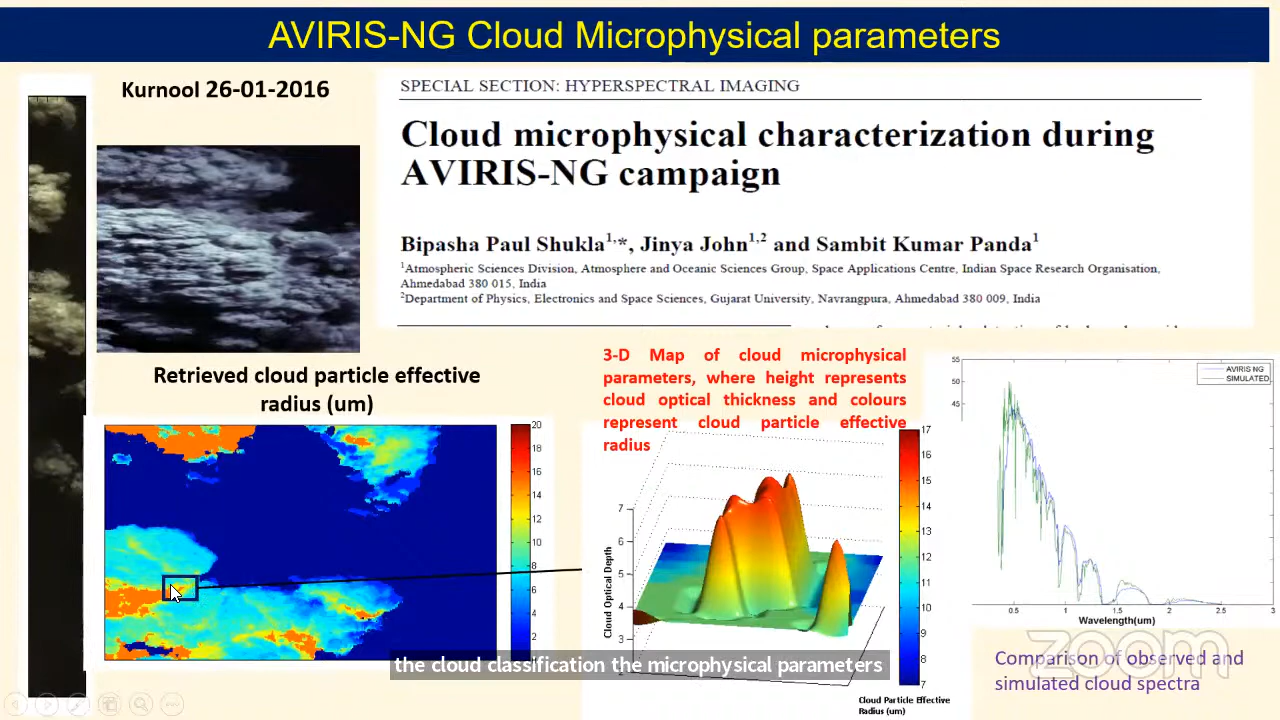 AVIRIS-NG Cloud Microphysical parameters
Kurnool 26-01-2016
SPECIAL SECTION: HYPERSPECTRAL IMAGING
Cloud microphysical characterization during
AVIRIS-NG campaign
Bipasha Paul Shukla1,*, Jinya John1,2 and Sambit Kumar Panda1
1Atmospheric Sciences Division, Atmosphere and Oceanic Sciences Group, Space Applications Centre, Indian Space Research Organisation,
Ahmedabad 380 015, India
2Department of Physics, Electronics and Space Sciences, Gujarat University, Navrangpura, Ahmedabad 380 009, India
Retrieved cloud particle effective
radius (um)
20
18
16
14
12
10
8
6
4
2
3-D Map of cloud microphysical
parameters, where height represents
cloud optical thickness and colours
represent cloud particle effective
radius
7
6
5
4
3
2
Cloud Optical Depth
17
16
15
14
13
12
11
10
9
8
7
Cloud Particle Effective
Radius (um)
55
50
45
AVIRIS NG
SIMULATED
0.5 1 1.5 2 2.5 3
Wavelength(um)
zoom
Comparison of observed and
simulated cloud spectra
the cloud classification the microphysical parameters